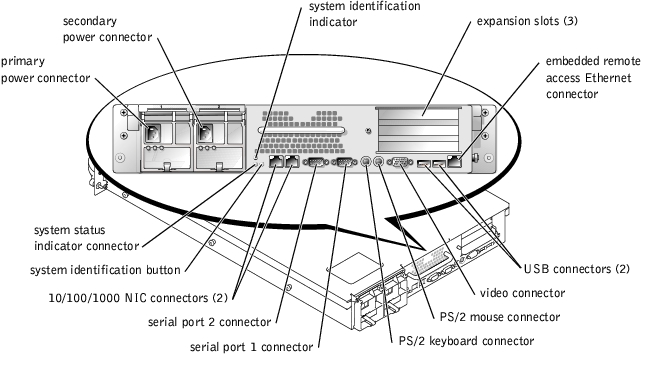 system identification
indicator
secondary
power connector
expansion slots (3)
primary
power connector
embedded remote
access Ethernet
connector
system status
indicator connector
system identification button
10/100/1000 NIC connectors (2)
serial port 2 connector
serial port 1 connector
USB connectors (2)
video connector
PS/2 mouse connector
PS/2 keyboard connector